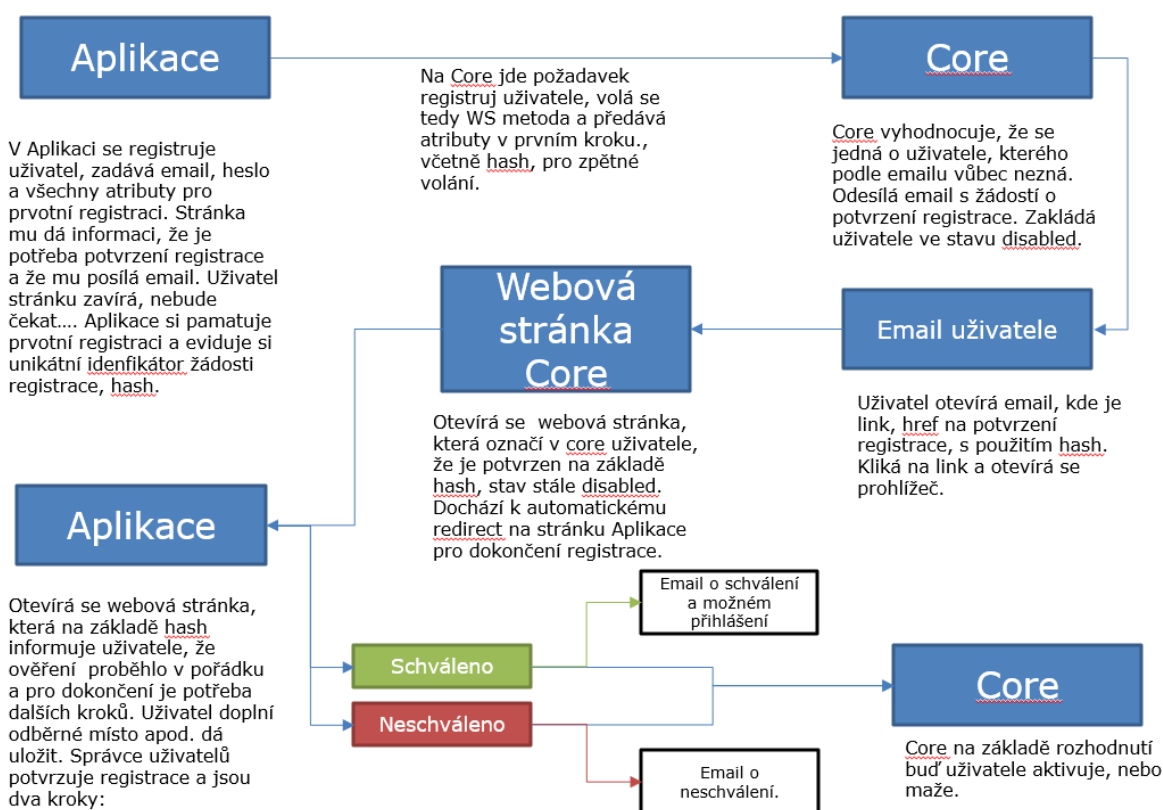 Aplikace
Core
Na Core jde požadavek
registruj uživatele, volá se
tedy WS metoda a předává
atributy v prvním kroku.,
včetně hash, pro zpětné
volání.
V Aplikaci se registruje
uživatel, zadává email, heslo
a všechny atributy pro
prvotní registraci. Stránka
mu dá informaci, že je
potřeba potvrzení registrace
a že mu posílá email. Uživatel
stránku zavírá, nebude
čekat.... Aplikace si pamatuje
prvotní registraci a eviduje si
unikátní idenfikátor žádosti
registrace, hash.
Core vyhodnocuje, že se
jedná o uživatele, kterého
podle emailu vůbec nezná.
Odesílá email s žádostí o
potvrzení registrace. Zakládá
uživatele ve stavu disabled.
Email uživatele
Uživatel otevírá email, kde je
link, href na potvrzení
registrace, s použitím hash.
Kliká na link a otevírá se
prohlížeč.
Webová
stránka
Core
Otevírá se  webová stránka,
která označí v core uživatele,
že je potvrzen na základě
hash, stav stále disabled.
Dochází k automatickému
redirect na stránku Aplikace
pro dokončení registrace.
Aplikace
Otevírá se webová stránka,
která na základě hash
informuje uživatele, že
ověření  proběhlo v pořádku
a pro dokončení je potřeba
dalších kroků. Uživatel doplní
odběrné místo apod. dá
uložit. Správce uživatelů
potvrzuje registrace a jsou
dva kroky:
Schváleno
Neschváleno
Email o schválení
a možném
přihlášení
Email o
neschválení.
Core
Core na základě rozhodnutí
buď uživatele aktivuje, nebo
maže.